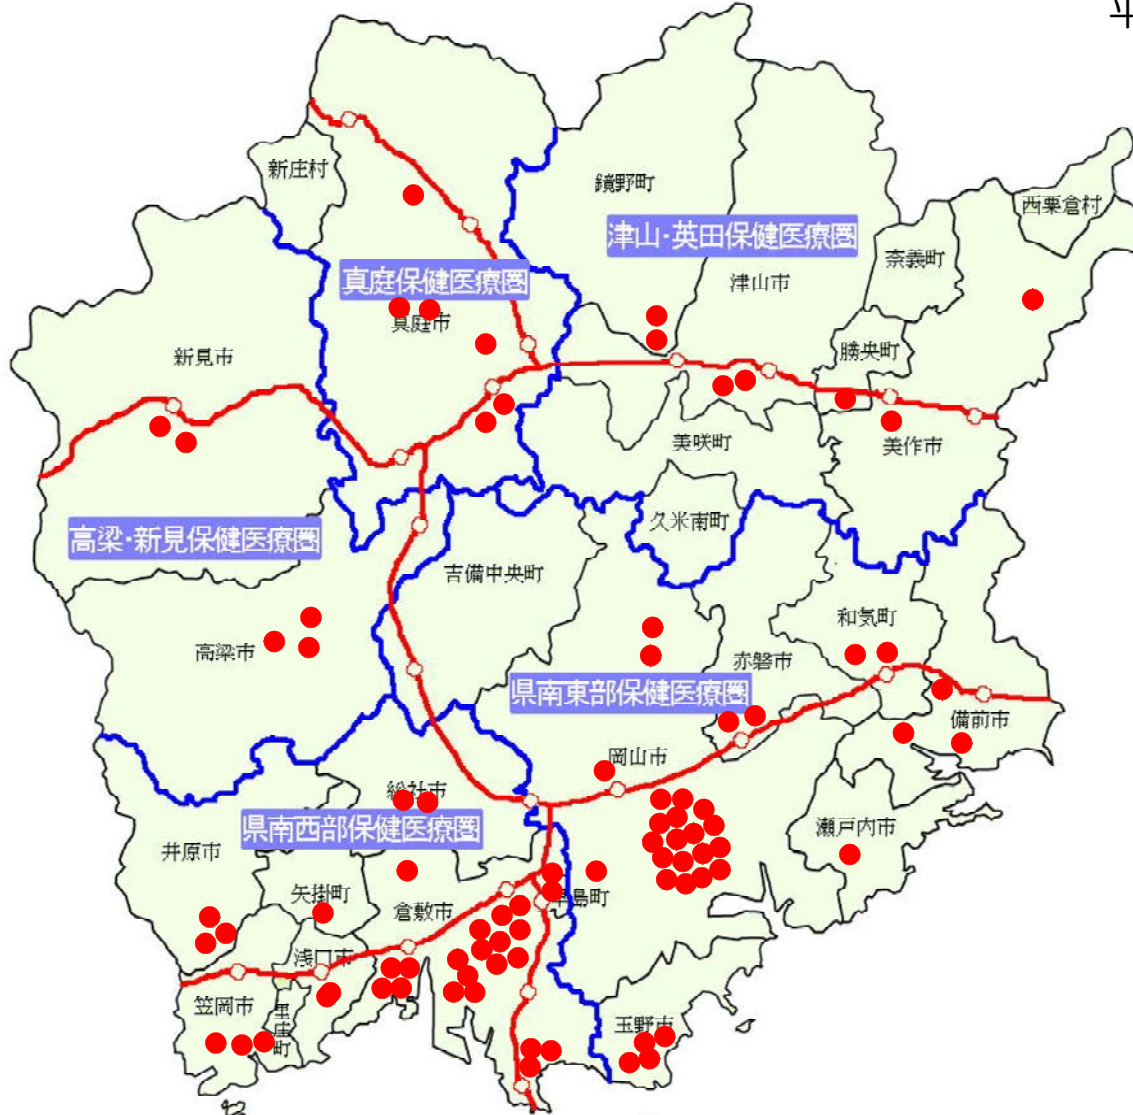 新庄村
鏡野町
西粟倉村
津山・英田保健医療圏
奈義町
真庭保健医療圏
津山市
真庭市
新見市
勝央町
美咲町
美作市
久米南町
高梁・新見保健医療圏
吉備中央町
和気町
高梁市
赤磐市
県南東部保健医療圏
備前市
岡山市
総社市
県南西部保健医療圏
瀬戸内市
井原市
矢掛町
倉敷市
早島町
浅口市
笠岡市
里庄町
玉野市